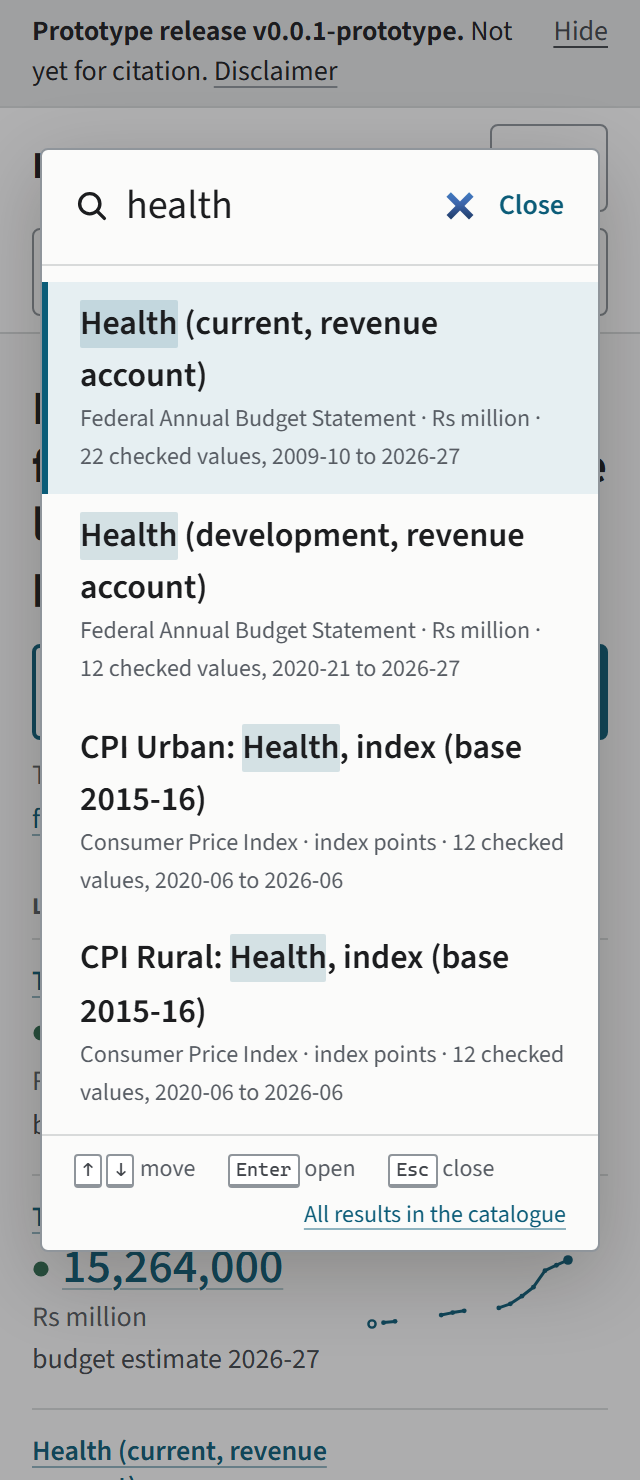 Prototype release v0.0.1-prototype. Not
Hide
yet for citation. Disclaimer
health
Close
Health (current, revenue
account)
Federal Annual Budget Statement · Rs million ·
22 checked values, 2009-10 to 2026-27
Health (development, revenue
account)
Federal Annual Budget Statement · Rs million ·
12 checked values, 2020-21 to 2026-27
CPI Urban: Health, index (base
2015-16)
Consumer Price Index · index points · 12 checked
values, 2020-06 to 2026-06
CPI Rural: Health, index (base
2015-16)
Consumer Price Index · index points · 12 checked
values, 2020-06 to 2026-06
↑ ↓ move Enter open Esc close
All results in the catalogue
15,264,000
Rs million
budget estimate 2026-27
Health (current, revenue